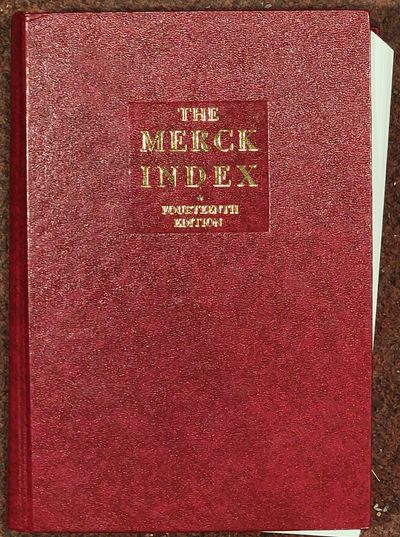 THE
MERCK
INDEX
FOURTEENTH
EDITION